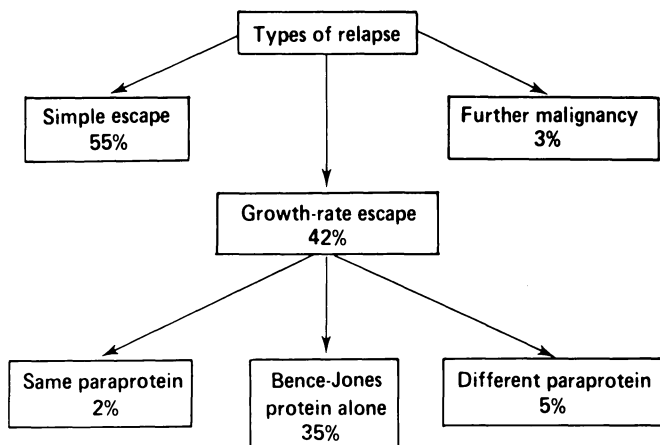 Types of relapse
Simple escape
55%
Further malignancy
3%
Growth-rate escape
42%
Same paraprotein
2%
Bence-Jones
protein alone
35%
Different paraprotein
5%